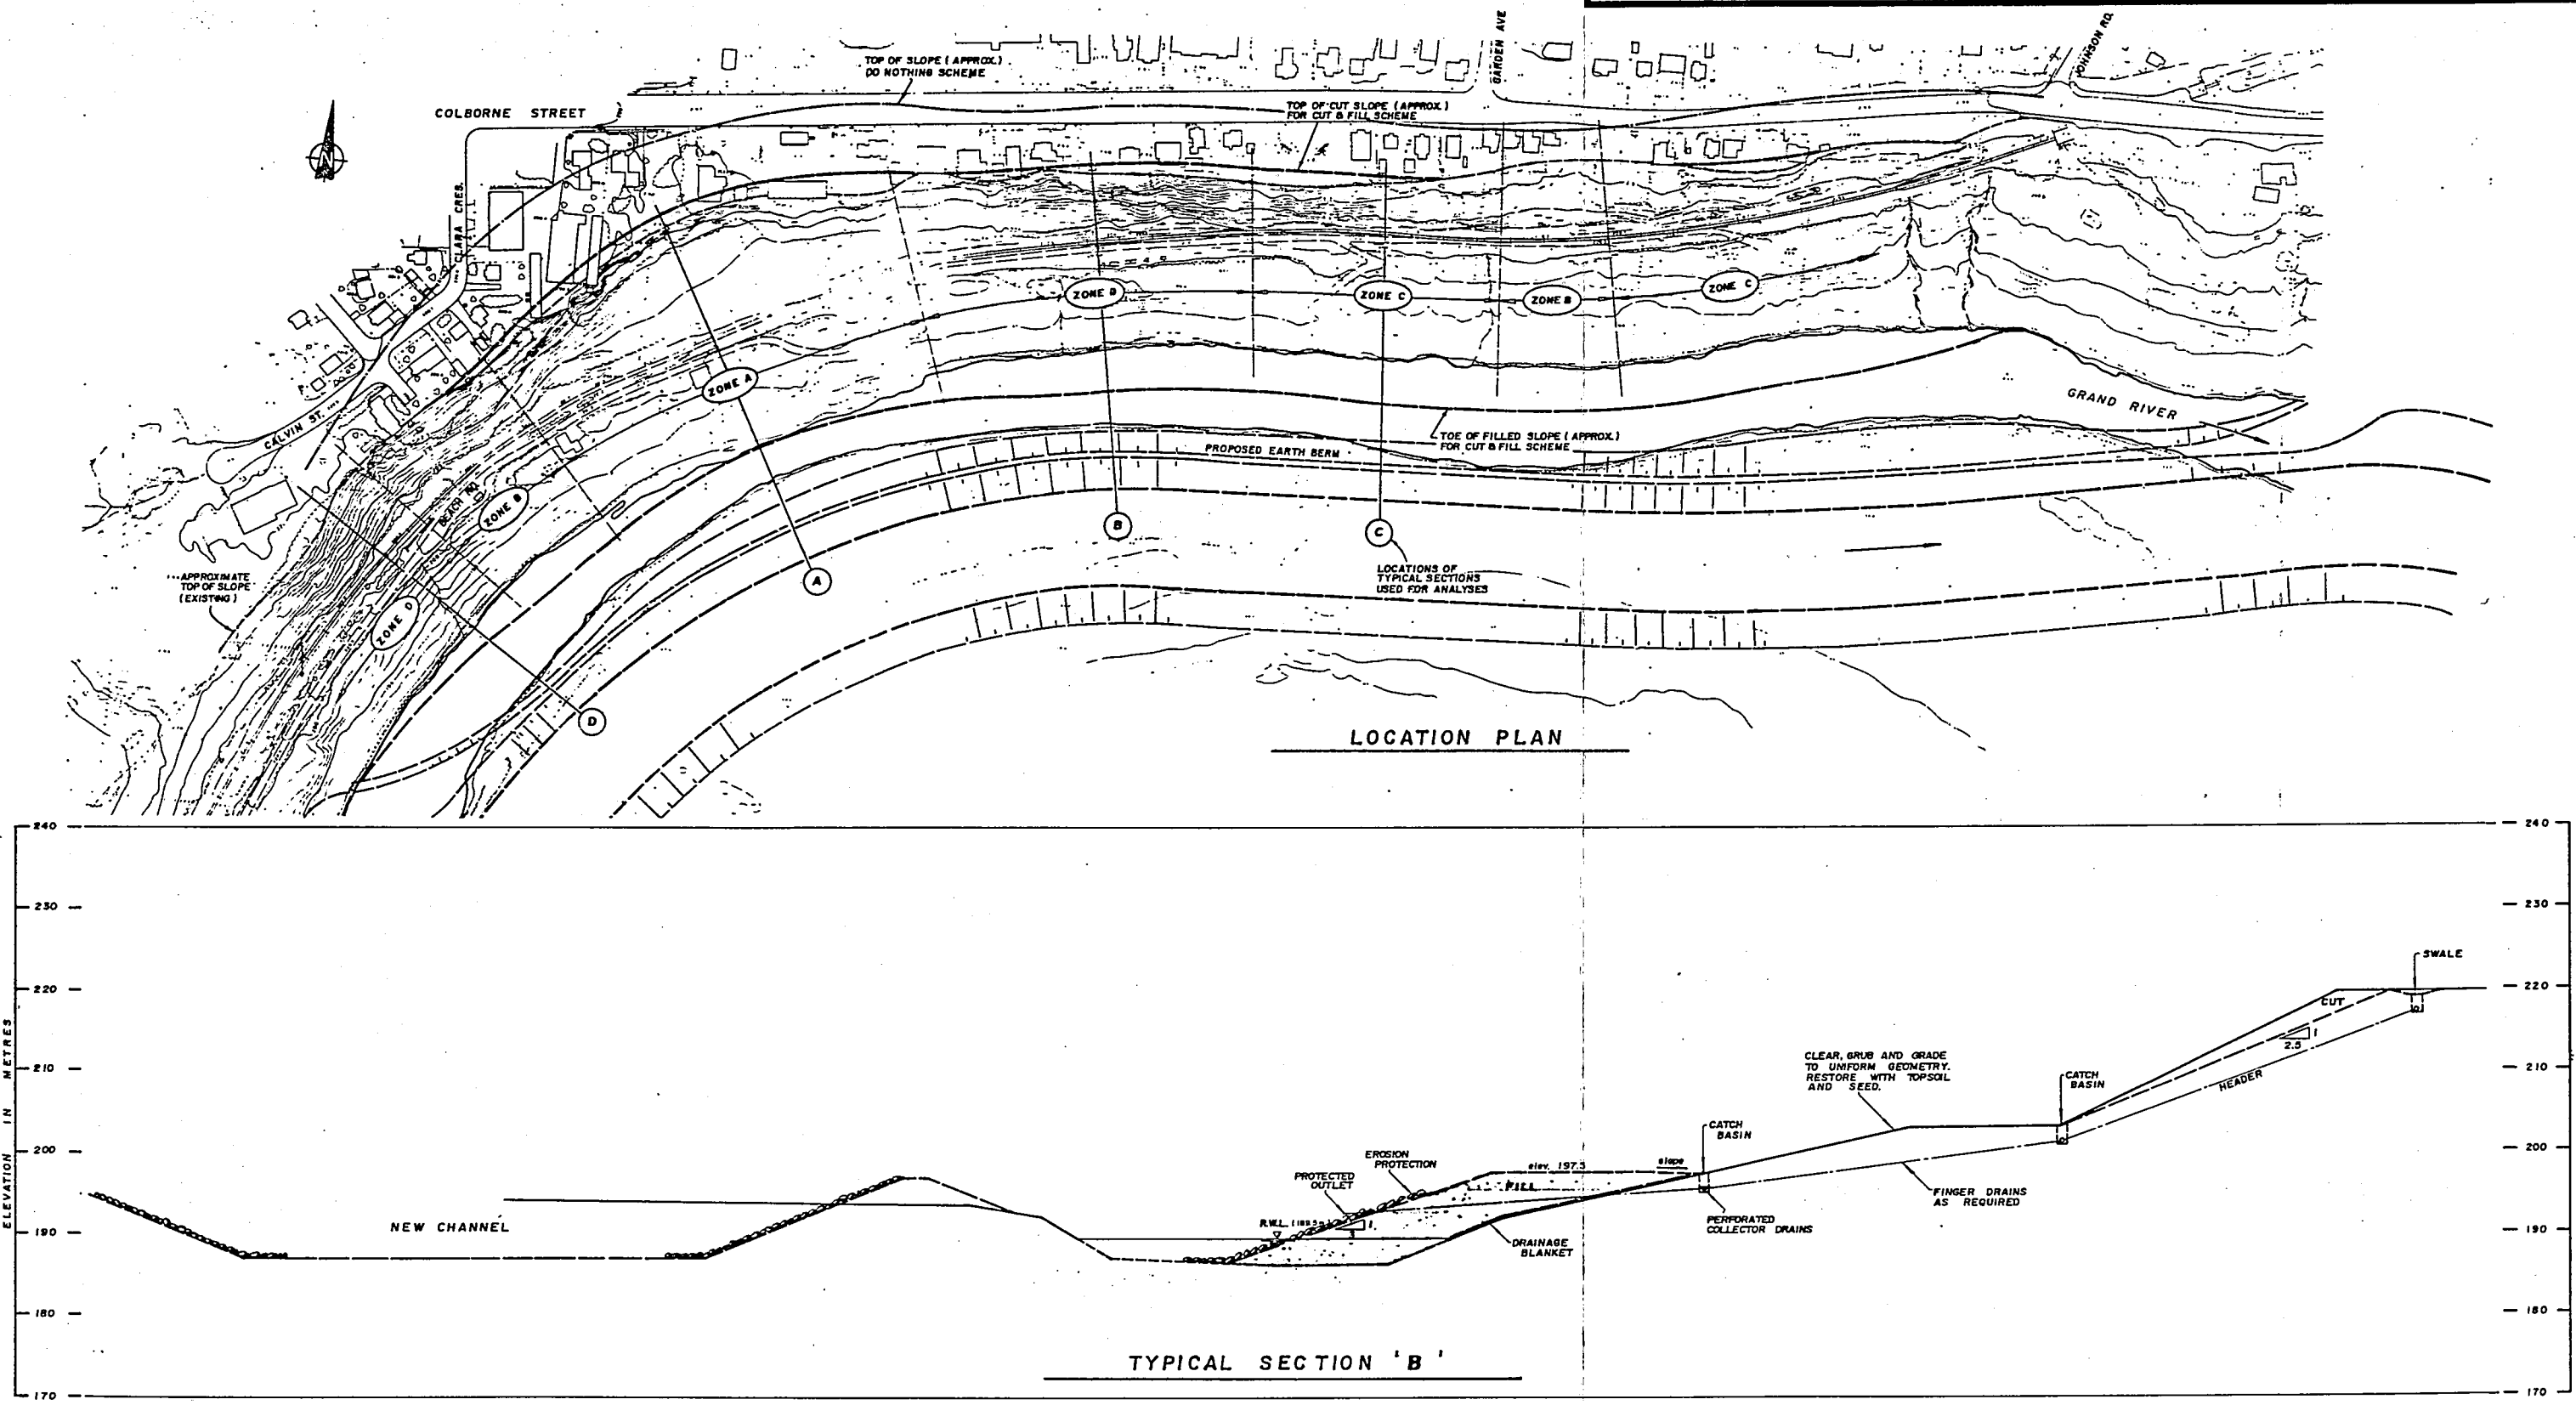 GARDEN AVE
JOHNSON RD.
TOP OF SLOPE (APPROX.)
DO NOTHING SCHEME
COLBORNE STREET
TOP OF CUT SLOPE (APPROX.)
FOR CUT & FILL SCHEME
N
CLARA CRES.
ZONE B
ZONE C
ZONE B
ZONE C
ZONE A
GRAND RIVER
CALVIN ST.
TOE OF FILLED SLOPE (APPROX.)
FOR CUT & FILL SCHEME
PROPOSED EARTH BERM
BEACH RD.
ZONE B
B
C
APPROXIMATE
TOP OF SLOPE
(EXISTING)
A
LOCATIONS OF
TYPICAL SECTIONS
USED FOR ANALYSES
ZONE D
D
LOCATION PLAN
240
240
230
230
SWALE
220
220
CUT
1
2.5
ELEVATION IN METRES
210
210
CLEAR, GRUB AND GRADE
TO UNIFORM GEOMETRY.
RESTORE WITH TOPSOIL
AND SEED.
CATCH
BASIN
HEADER
CATCH
BASIN
200
200
EROSION
PROTECTION
elev. 197.5
slope
PROTECTED
OUTLET
FILL
FINGER DRAINS
AS REQUIRED
NEW CHANNEL
R.W.L.
1
3
190
190
PERFORATED
COLLECTOR DRAINS
DRAINAGE
BLANKET
180
180
TYPICAL SECTION 'B'
170
170